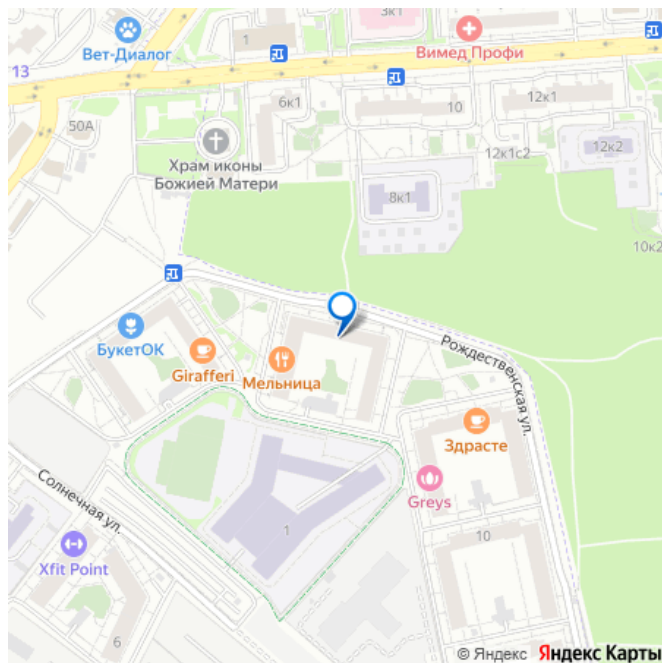 3к1
1
Вет-Диалог
Вимед Профи
13
6к1
10
12к1
50А
Храм иконы
Божией Матери
12к1с2
12к2
8к1
10к2
БукетОК
Girafferi
Мельница
Рождественская ул.
Здрасте
Greys
Солнечная ул.
1
10
Xfit Point
6
© Яндекс Яндекс Карты